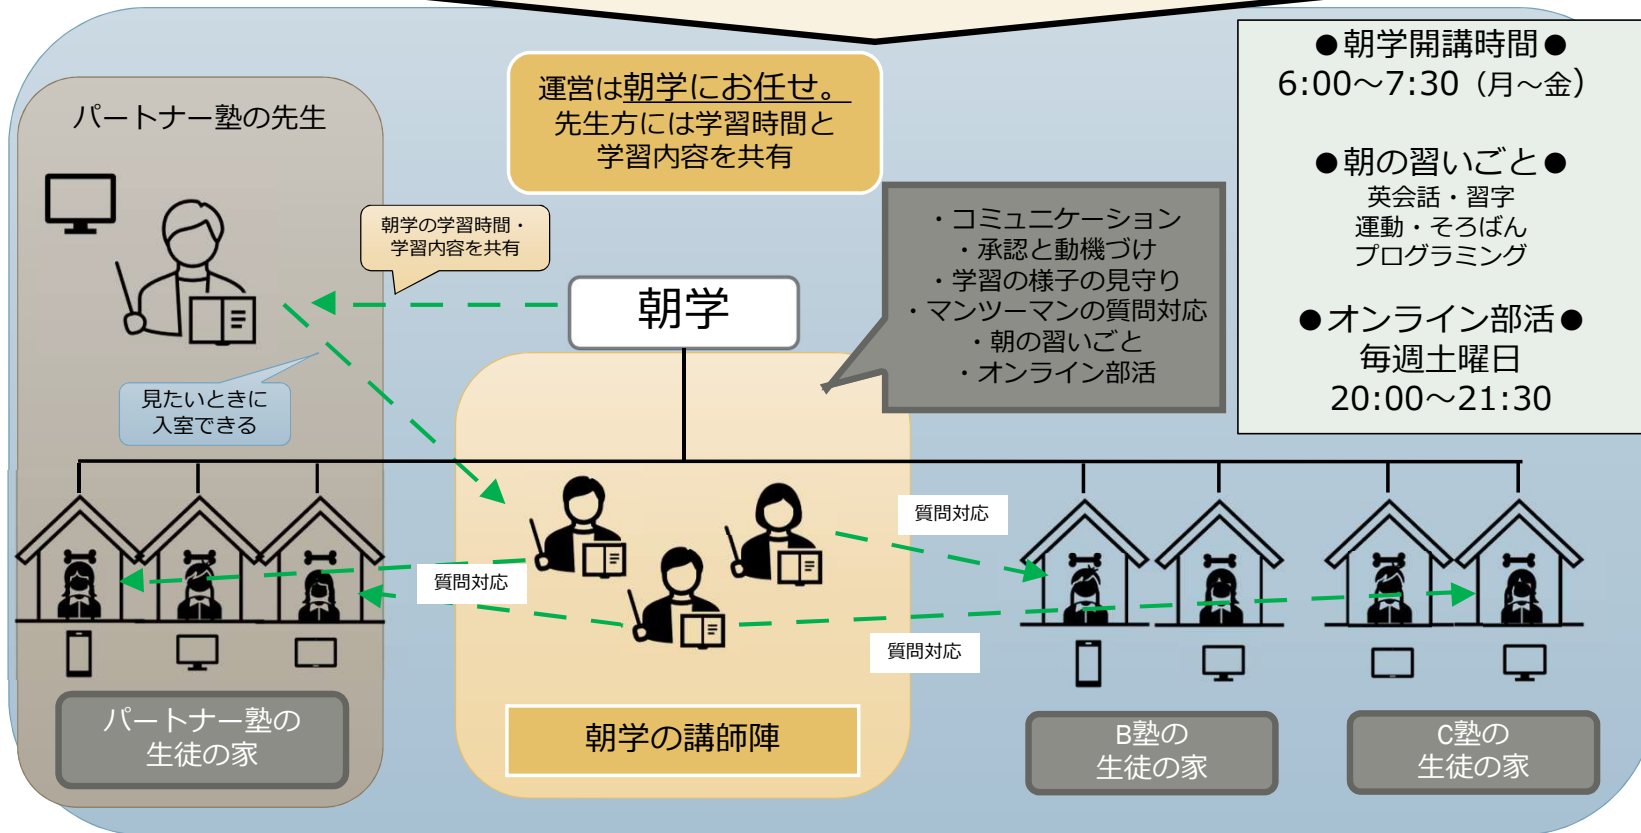 パートナー塾の先生
運営は朝学にお任せ。
先生方には学習時間と
学習内容を共有
●朝学開講時間●
6:00～7:30（月～金）
●朝の習いごと●
英会話・習字
運動・そろばん
プログラミング
●オンライン部活●
毎週土曜日
20:00～21:30
朝学の学習時間・
学習内容を共有
・コミュニケーション
・承認と動機づけ
・学習の様子の見守り
・マンツーマンの質問対応
・朝の習いごと
・オンライン部活
朝学
見たいときに
入室できる
質問対応
質問対応
質問対応
パートナー塾の
生徒の家
朝学の講師陣
B塾の
生徒の家
C塾の
生徒の家